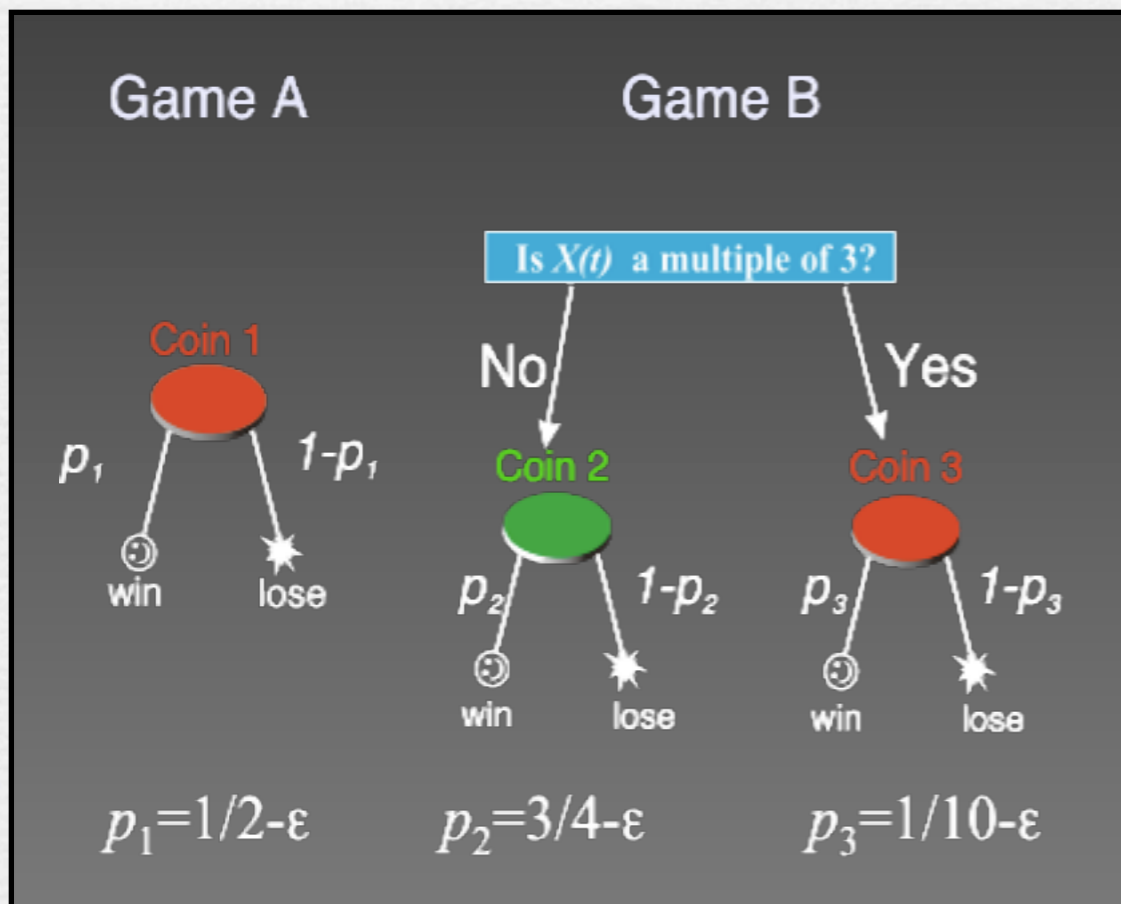 Game A
Game B
Is X(t) a multiple of 3?
No
Yes
Coin 1
Coin 2
Coin 3
p₁
1-p₁
p₂
1-p₂
p₃
1-p₃
win
lose
win
lose
win
lose
p₁=1/2-ε
p₂=3/4-ε
p₃=1/10-ε